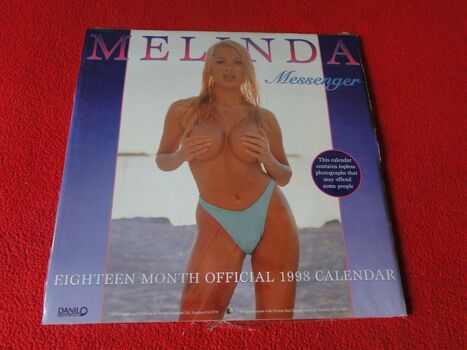 MELINDA
Messenger
This calendar
contains topless
photographs that
may offend
some people
EIGHTEEN MONTH OFFICIAL 1998 CALENDAR
DANILO